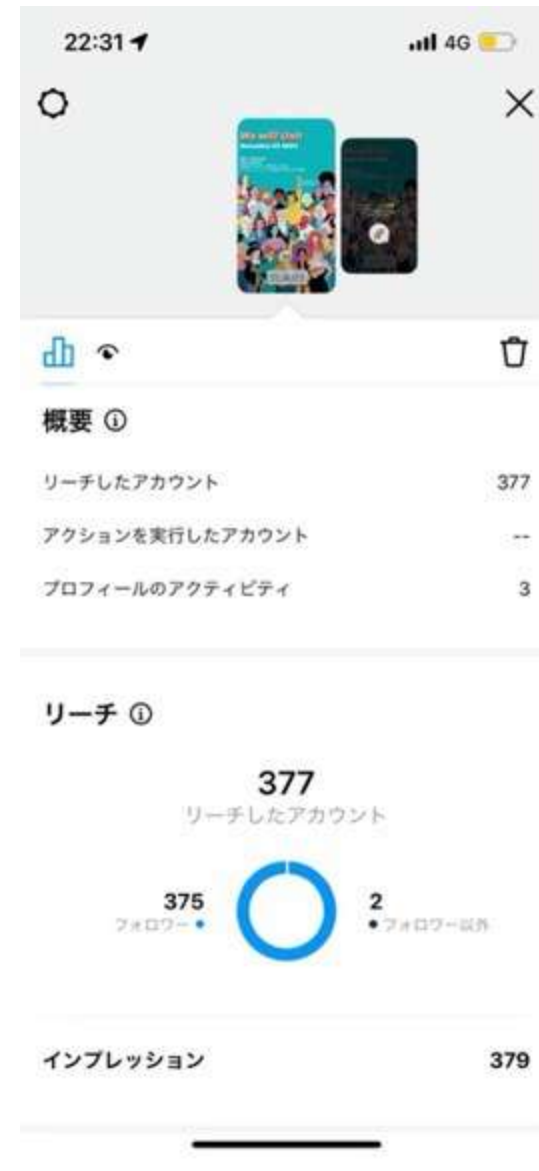 22:31
4G
We will Unit
概要
リーチしたアカウント 377
アクションを実行したアカウント --
プロフィールのアクティビティ 3
リーチ
377
リーチしたアカウント
375
フォロワー
2
フォロワー以外
インプレッション 379